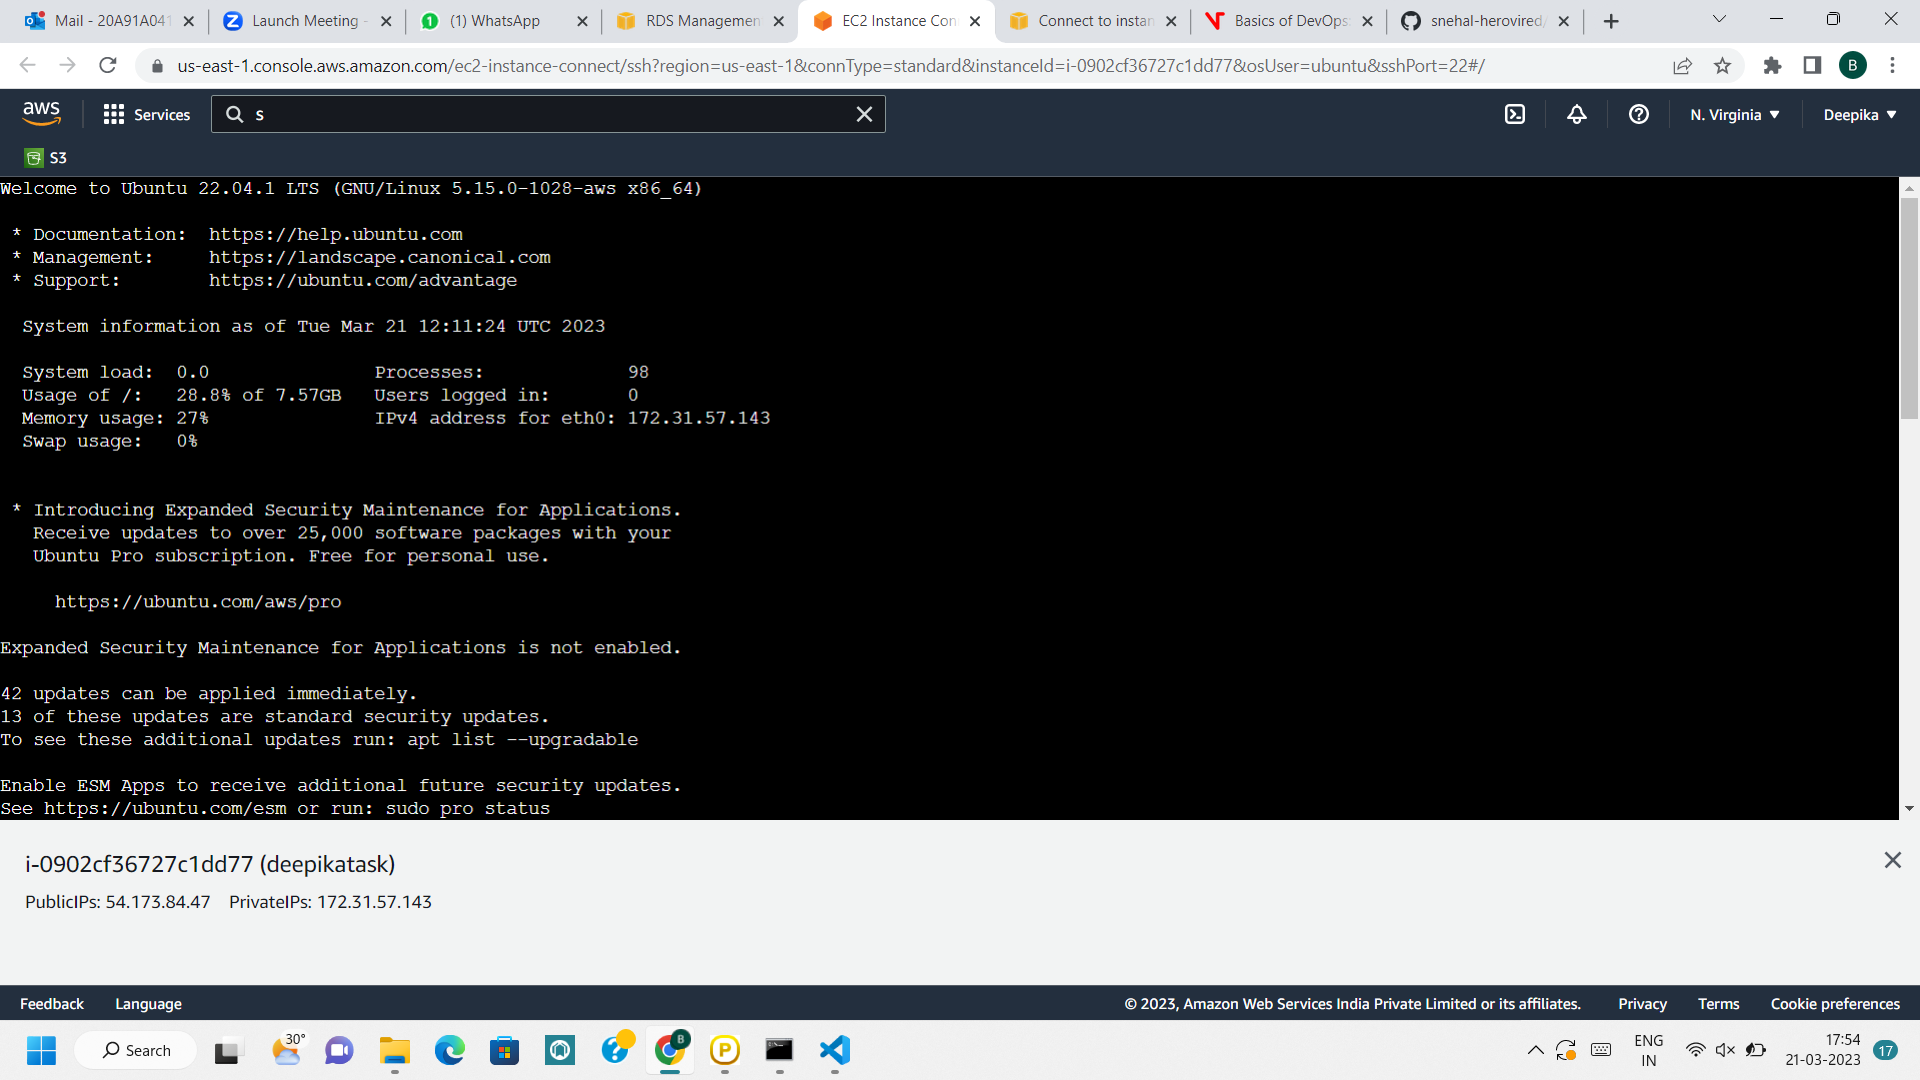 Mail - 20A91A041
Launch Meeting -
(1) WhatsApp
RDS Managemen
EC2 Instance Con
Connect to instan
Basics of DevOps
snehal-herovired/
us-east-1.console.aws.amazon.com/ec2-instance-connect/ssh?region=us-east-1&connType=standard&instanceId=i-0902cf36727c1dd77&osUser=ubuntu&sshPort=22#/
B
aws
Services
s
N. Virginia
Deepika
S3
Welcome to Ubuntu 22.04.1 LTS (GNU/Linux 5.15.0-1028-aws x86_64)
* Documentation:  https://help.ubuntu.com
* Management:     https://landscape.canonical.com
* Support:        https://ubuntu.com/advantage
System information as of Tue Mar 21 12:11:24 UTC 2023
System load:  0.0               Processes:             98
Usage of /:   28.8% of 7.57GB   Users logged in:       0
Memory usage: 27%               IPv4 address for eth0: 172.31.57.143
Swap usage:   0%
* Introducing Expanded Security Maintenance for Applications.
Receive updates to over 25,000 software packages with your
Ubuntu Pro subscription. Free for personal use.
https://ubuntu.com/aws/pro
Expanded Security Maintenance for Applications is not enabled.
42 updates can be applied immediately.
13 of these updates are standard security updates.
To see these additional updates run: apt list --upgradable
Enable ESM Apps to receive additional future security updates.
See https://ubuntu.com/esm or run: sudo pro status
i-0902cf36727c1dd77 (deepikatask)
PublicIPs: 54.173.84.47    PrivateIPs: 172.31.57.143
Feedback
Language
© 2023, Amazon Web Services India Private Limited or its affiliates.
Privacy
Terms
Cookie preferences
Search
30°
B
P
ENG
IN
17:54
21-03-2023
17